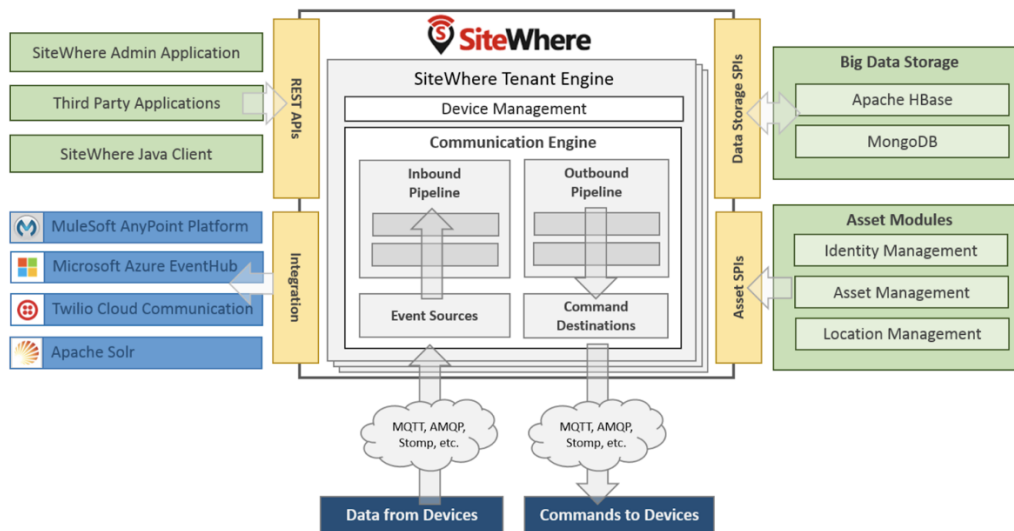 SiteWhere
SiteWhere Admin Application
Third Party Applications
SiteWhere Java Client
REST APIs
MuleSoft AnyPoint Platform
Microsoft Azure EventHub
Twilio Cloud Communication
Apache Solr
Integration
SiteWhere Tenant Engine
Device Management
Communication Engine
Inbound
Pipeline
Event Sources
Outbound
Pipeline
Command
Destinations
Data Storage SPIs
Big Data Storage
Apache HBase
MongoDB
Asset SPIs
Asset Modules
Identity Management
Asset Management
Location Management
MQTT, AMQP,
Stomp, etc.
MQTT, AMQP,
Stomp, etc.
Data from Devices
Commands to Devices